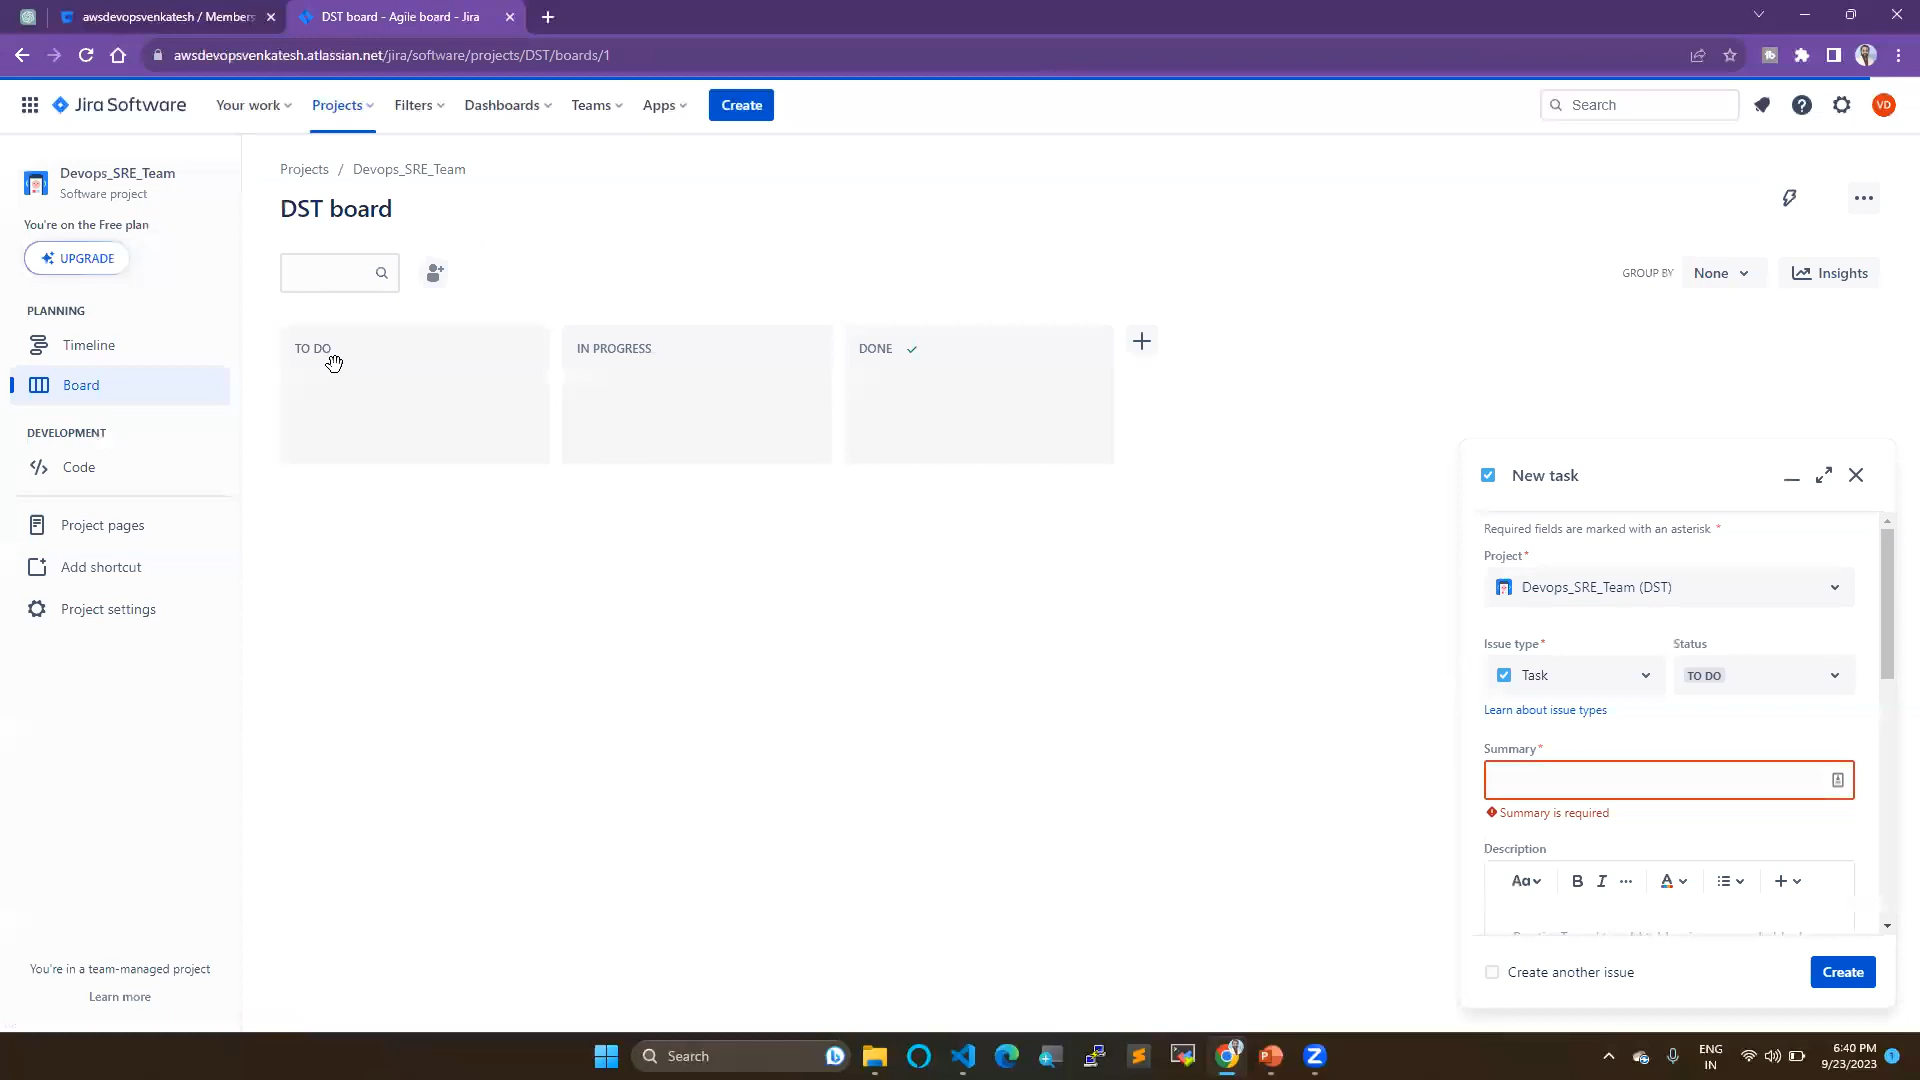 awsdevopsvenkatesh / Members
DST board - Agile board - Jira
awsdevopsvenkatesh.atlassian.net/jira/software/projects/DST/boards/1
Jira Software
Your work
Projects
Filters
Dashboards
Teams
Apps
Create
Search
VD
Devops_SRE_Team
Software project
You're on the Free plan
UPGRADE
PLANNING
Timeline
Board
DEVELOPMENT
Code
Project pages
Add shortcut
Project settings
You're in a team-managed project
Learn more
Projects / Devops_SRE_Team
DST board
GROUP BY
None
Insights
TO DO
IN PROGRESS
DONE
New task
Required fields are marked with an asterisk *
Project*
Devops_SRE_Team (DST)
Issue type*
Status
Task
TO DO
Learn about issue types
Summary*
Summary is required
Description
Aa
B
I
A
Create another issue
Create
Search
ENG
IN
6:40 PM
9/23/2023
1